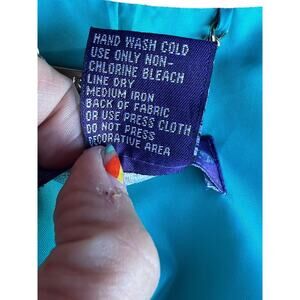 HAND WASH COLD
USE ONLY NON-
CHLORINE BLEACH
LINE DRY
MEDIUM IRON
BACK OF FABRIC
OR USE PRESS CLOTH
DO NOT PRESS
DECORATIVE AREA